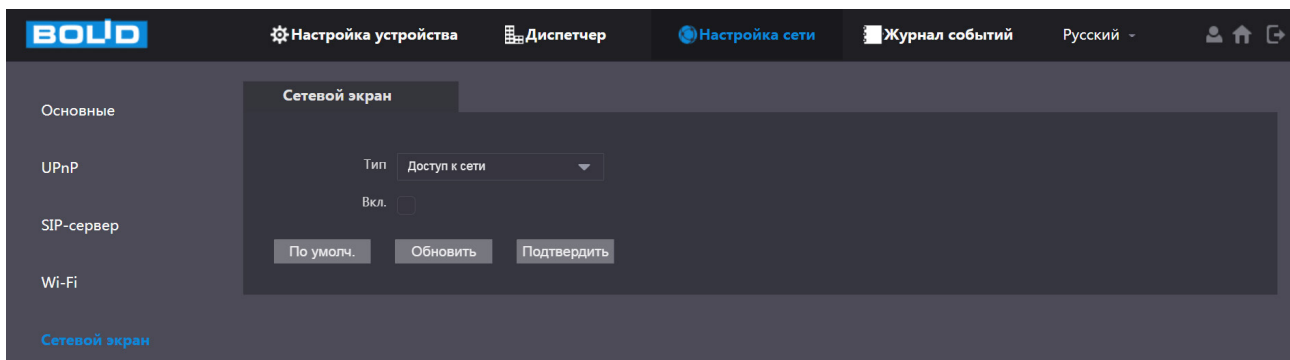 BOLID Настройка устройства Диспетчер Настройка сети Журнал событий Русский
Основные
UPnP
SIP-сервер
Wi-Fi
Сетевой экран
Сетевой экран
Тип Доступ к сети
Вкл.
По умолч. Обновить Подтвердить